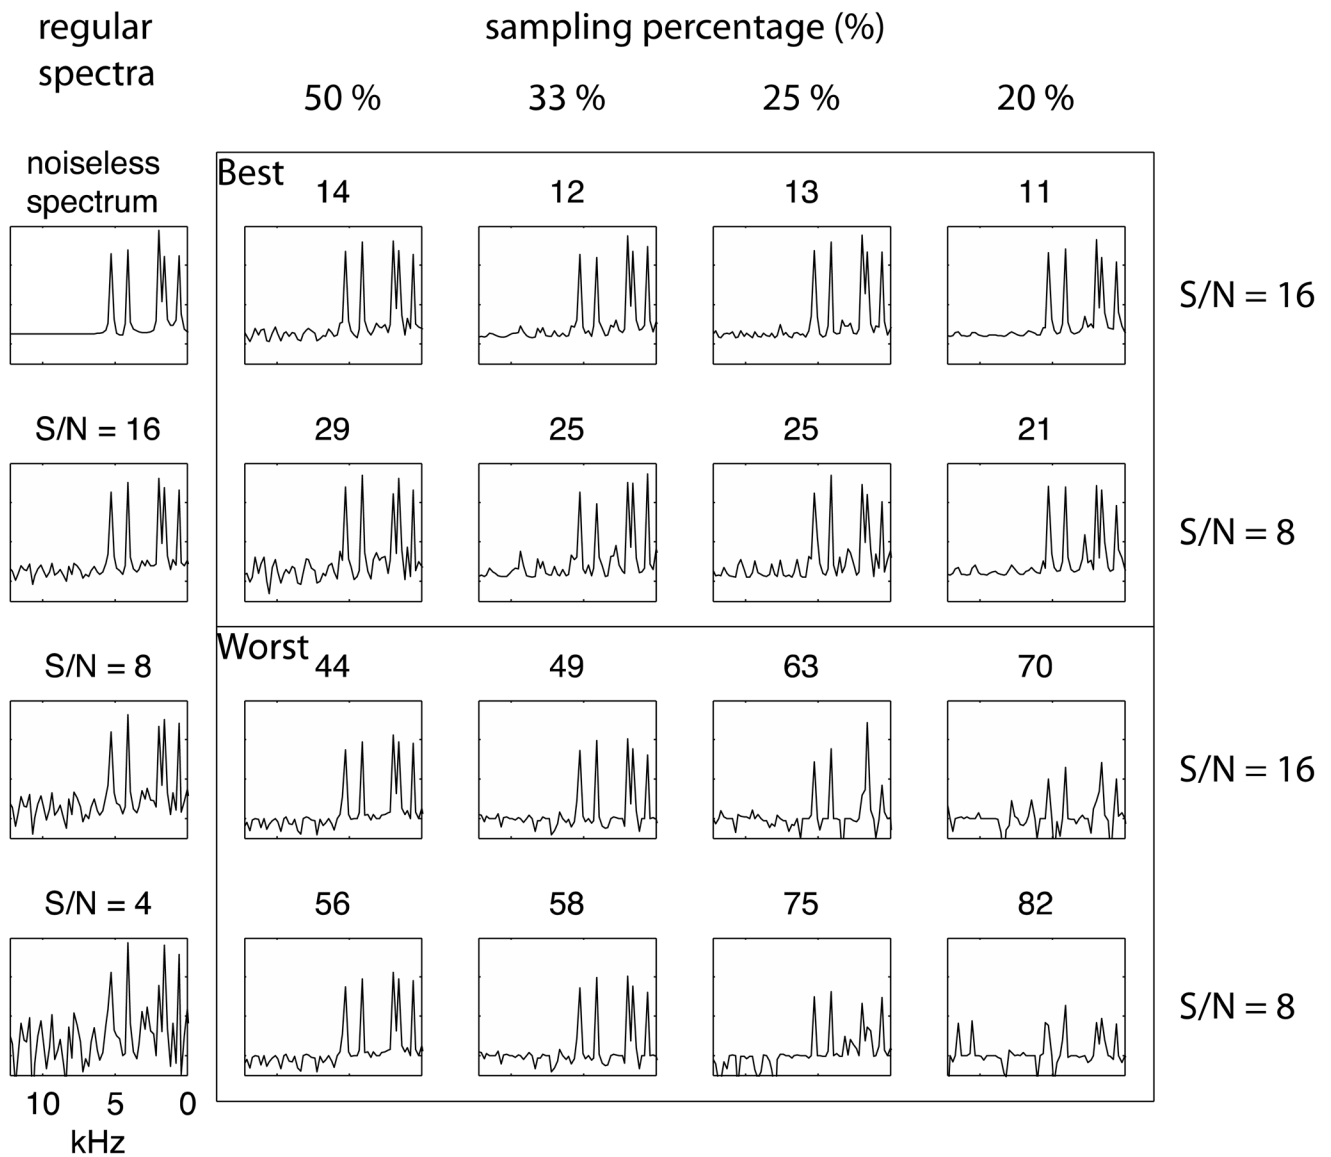 regular
spectra
sampling percentage (%)
50 %
33 %
25 %
20 %
noiseless
spectrum
Best
14
12
13
11
S/N = 16
S/N = 16
29
25
25
21
S/N = 8
S/N = 8
Worst
44
49
63
70
S/N = 16
S/N = 4
56
58
75
82
S/N = 8
10
5
0
kHz